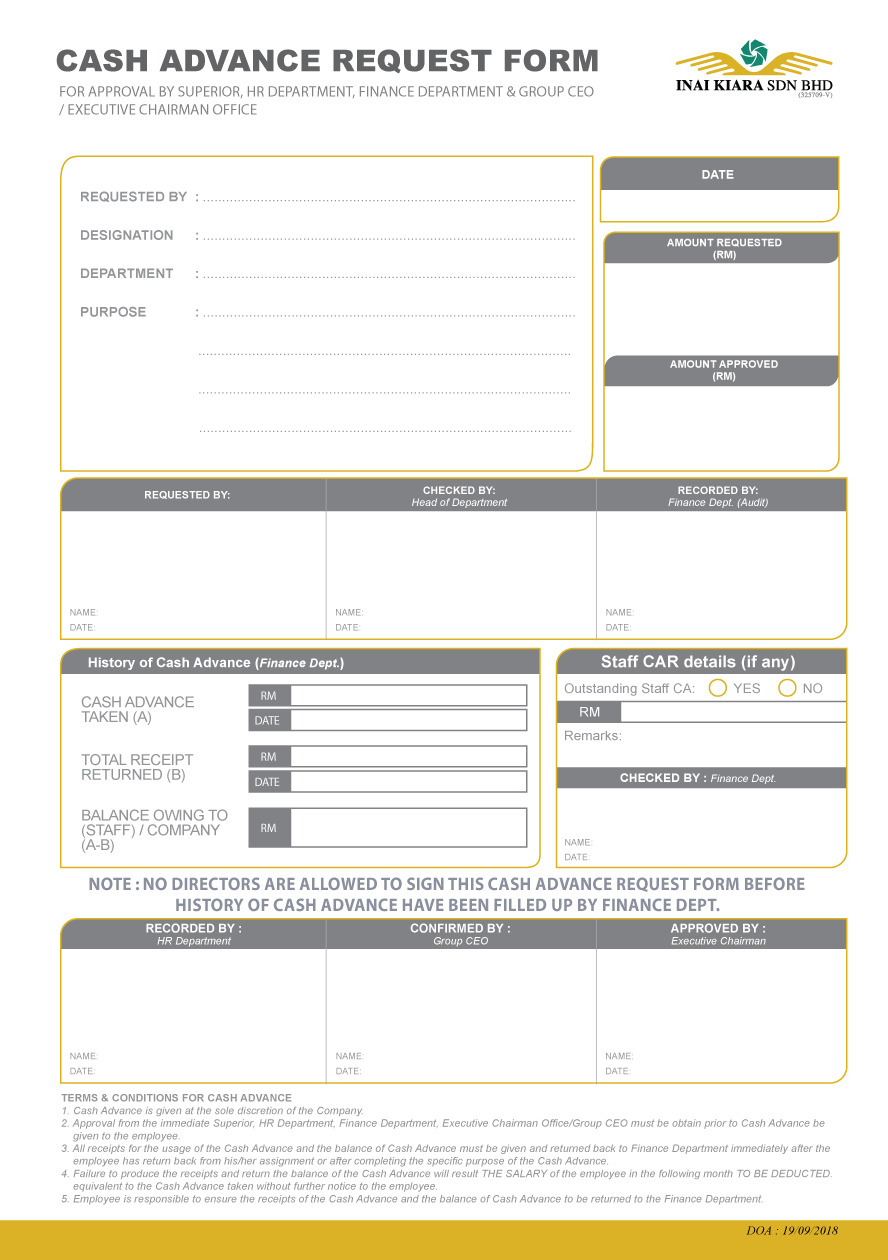 CASH ADVANCE REQUEST FORM
FOR APPROVAL BY SUPERIOR, HR DEPARTMENT, FINANCE DEPARTMENT & GROUP CEO
/ EXECUTIVE CHAIRMAN OFFICE
INAI KIARA SDN BHD
(325709-V)
REQUESTED BY : ................................................................................................
DESIGNATION : ................................................................................................
DEPARTMENT : ................................................................................................
PURPOSE : ................................................................................................
................................................................................................
................................................................................................
................................................................................................
DATE
AMOUNT REQUESTED
(RM)
AMOUNT APPROVED
(RM)
REQUESTED BY:
NAME:
DATE:
CHECKED BY:
Head of Department
NAME:
DATE:
RECORDED BY:
Finance Dept. (Audit)
NAME:
DATE:
History of Cash Advance (Finance Dept.)
CASH ADVANCE
TAKEN (A)
RM
DATE
TOTAL RECEIPT
RETURNED (B)
RM
DATE
BALANCE OWING TO
(STAFF) / COMPANY
(A-B)
RM
Staff CAR details (if any)
Outstanding Staff CA: YES NO
RM
Remarks:
CHECKED BY : Finance Dept.
NAME:
DATE:
NOTE : NO DIRECTORS ARE ALLOWED TO SIGN THIS CASH ADVANCE REQUEST FORM BEFORE
HISTORY OF CASH ADVANCE HAVE BEEN FILLED UP BY FINANCE DEPT.
RECORDED BY :
HR Department
NAME:
DATE:
CONFIRMED BY :
Group CEO
NAME:
DATE:
APPROVED BY :
Executive Chairman
NAME:
DATE:
TERMS & CONDITIONS FOR CASH ADVANCE
1. Cash Advance is given at the sole discretion of the Company.
2. Approval from the immediate Superior, HR Department, Finance Department, Executive Chairman Office/Group CEO must be obtain prior to Cash Advance be
given to the employee.
3. All receipts for the usage of the Cash Advance and the balance of Cash Advance must be given and returned back to Finance Department immediately after the
employee has return back from his/her assignment or after completing the specific purpose of the Cash Advance.
4. Failure to produce the receipts and return the balance of the Cash Advance will result THE SALARY of the employee in the following month TO BE DEDUCTED.
equivalent to the Cash Advance taken without further notice to the employee.
5. Employee is responsible to ensure the receipts of the Cash Advance and the balance of Cash Advance to be returned to the Finance Department.
DOA : 19/09/2018